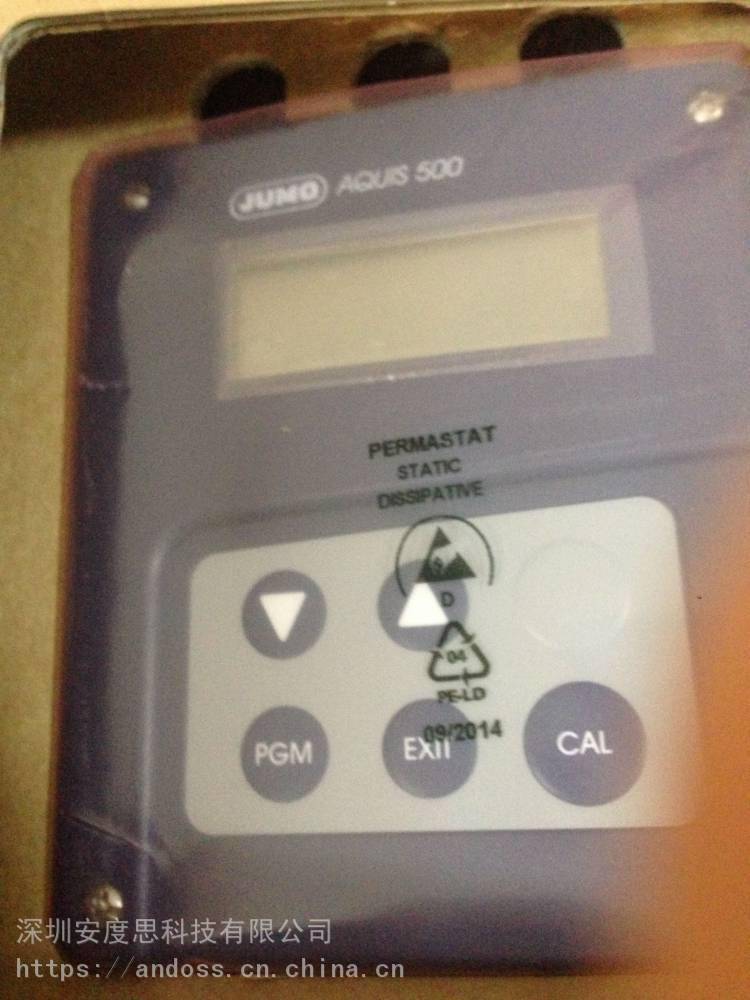 JUMO AQUIS 500
PERMASTAT
STATIC
DISSIPATIVE
D
04
PE-LD
09/2014
PGM EXIT CAL
深圳安度思科技有限公司
https://andoss.cn.china.cn